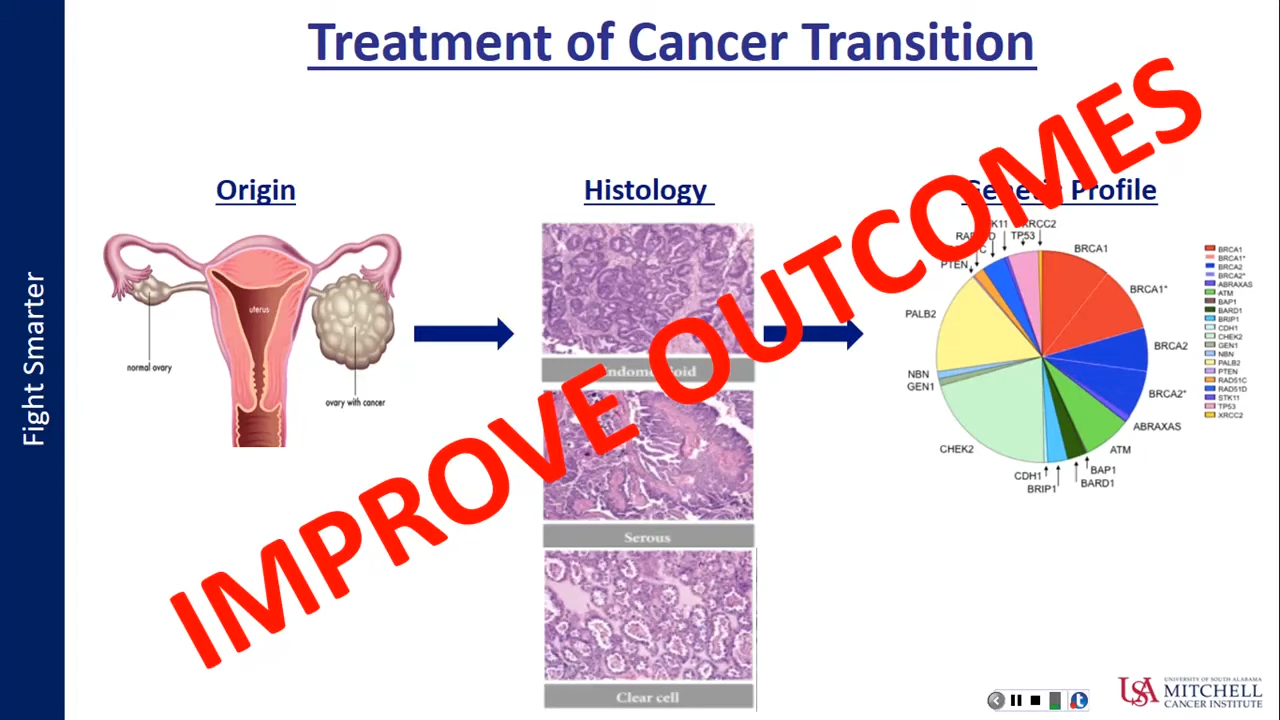 Treatment of Cancer Transition
Fight Smarter
Origin
uterus
normal ovary
ovary with cancer
Histology
Serous
Clear cell
Profile
IMPROVE OUTCOMES
XRCC2
TP53
PTEN
BRCA1
BRCA1*
PALB2
BRCA2
NBN
GEN1
BRCA2*
ABRAXAS
CHEK2
ATM
CDH1
BAP1
BRIP1
BARD1
BRCA1
BRCA1*
BRCA2
BRCA2*
ABRAXAS
ATM
BAP1
BARD1
BRIP1
CDH1
CHEK2
GEN1
NBN
PALB2
PTEN
RAD51C
RAD51D
STK11
TP53
XRCC2
USA
UNIVERSITY OF SOUTH ALABAMA
MITCHELL
CANCER INSTITUTE